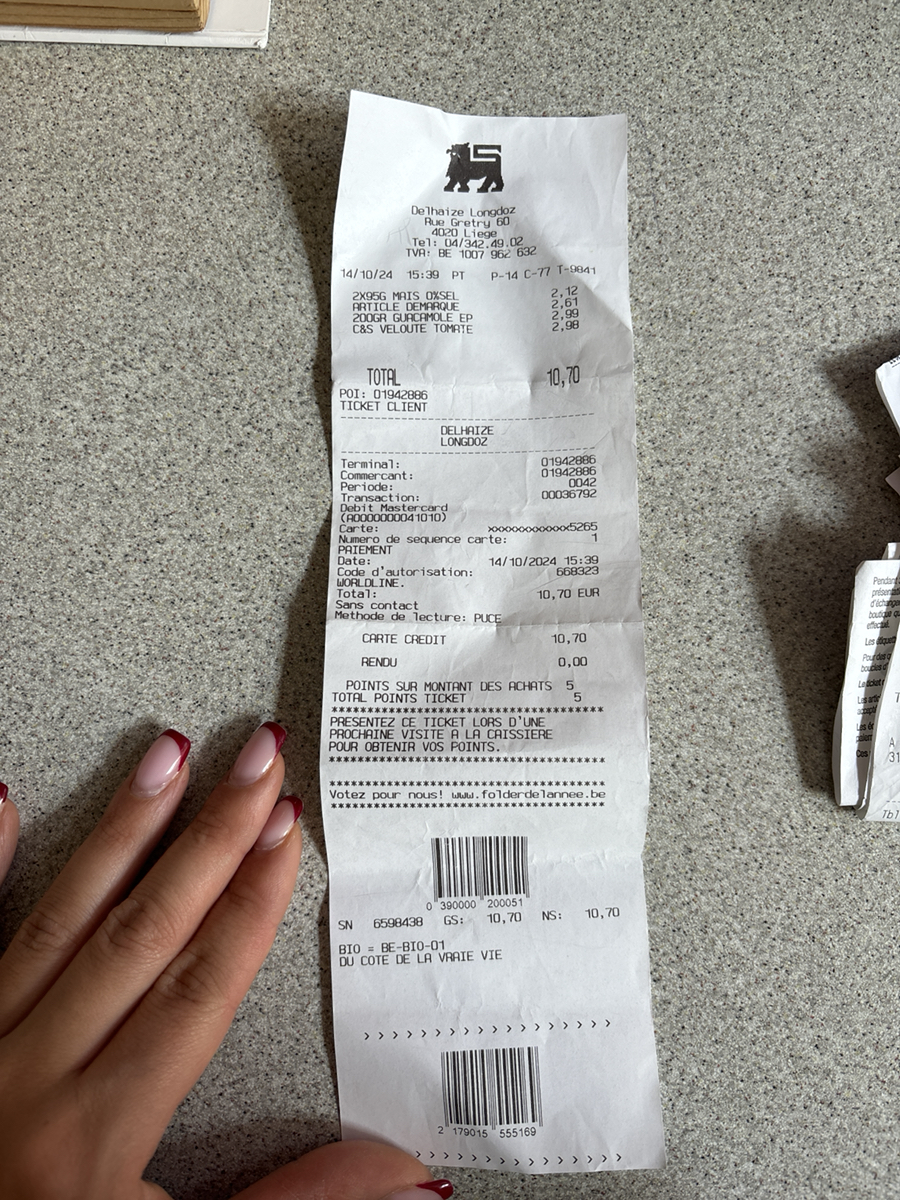 Delhaize Longdoz
Rue Gretry 60
4020 Liege
Tel: 04/342.49.02
TVA: BE 1007 962 632
14/10/24 15:39 PT P-14 C-77 T-9841
2X95G MAIS 0%SEL 2,12
ARTICLE DEMARQUE 2,61
200GR GUACAMOLE EP 2,99
C&S VELOUTE TOMATE 2,98
TOTAL 10,70
POI: 01942886
TICKET CLIENT
DELHAIZE
LONGDOZ
Terminal: 01942886
Commercant: 01942886
Periode: 0042
Transaction: 00036792
Debit Mastercard
(A0000000041010)
Carte: xxxxxxxxxxxx5265
Numero de sequence carte: 1
PAIEMENT
Date: 14/10/2024 15:39
Code d'autorisation: 668323
WORLDLINE.
Total: 10,70 EUR
Sans contact
Methode de lecture: PUCE
CARTE CREDIT 10,70
RENDU 0,00
POINTS SUR MONTANT DES ACHATS 5
TOTAL POINTS TICKET 5
****************************************
PRESENTEZ CE TICKET LORS D'UNE
PROCHAINE VISITE A LA CAISSIERE
POUR OBTENIR VOS POINTS.
****************************************
****************************************
Votez pour nous! www.folderdelannee.be
****************************************
0 390000 200051
SN 6598438 GS: 10,70 NS: 10,70
BIO = BE-BIO-01
DU COTE DE LA VRAIE VIE
> > > > > > > > > > > > > > > > > >
2 179015 555169
> > > > > > > > > > > > > > >
Pendant
d'échange
boutique